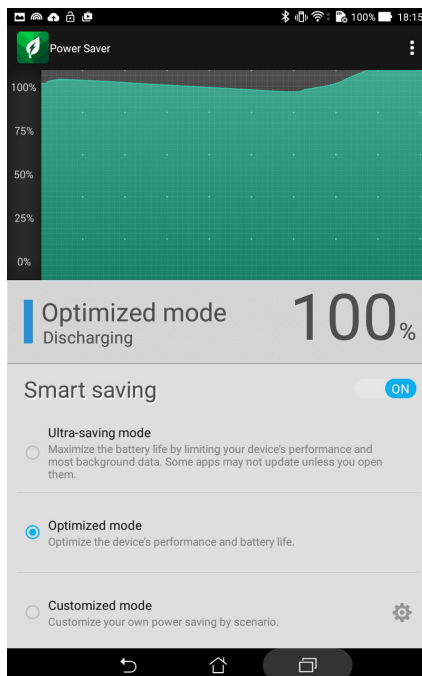 100% 18:15
Power Saver
100%
75%
50%
25%
0%
Optimized mode
Discharging
100%
Smart saving
ON
Ultra-saving mode
Maximize the battery life by limiting your device's performance and
most background data. Some apps may not update unless you open
them.
Optimized mode
Optimize the device's performance and battery life.
Customized mode
Customize your own power saving by scenario.